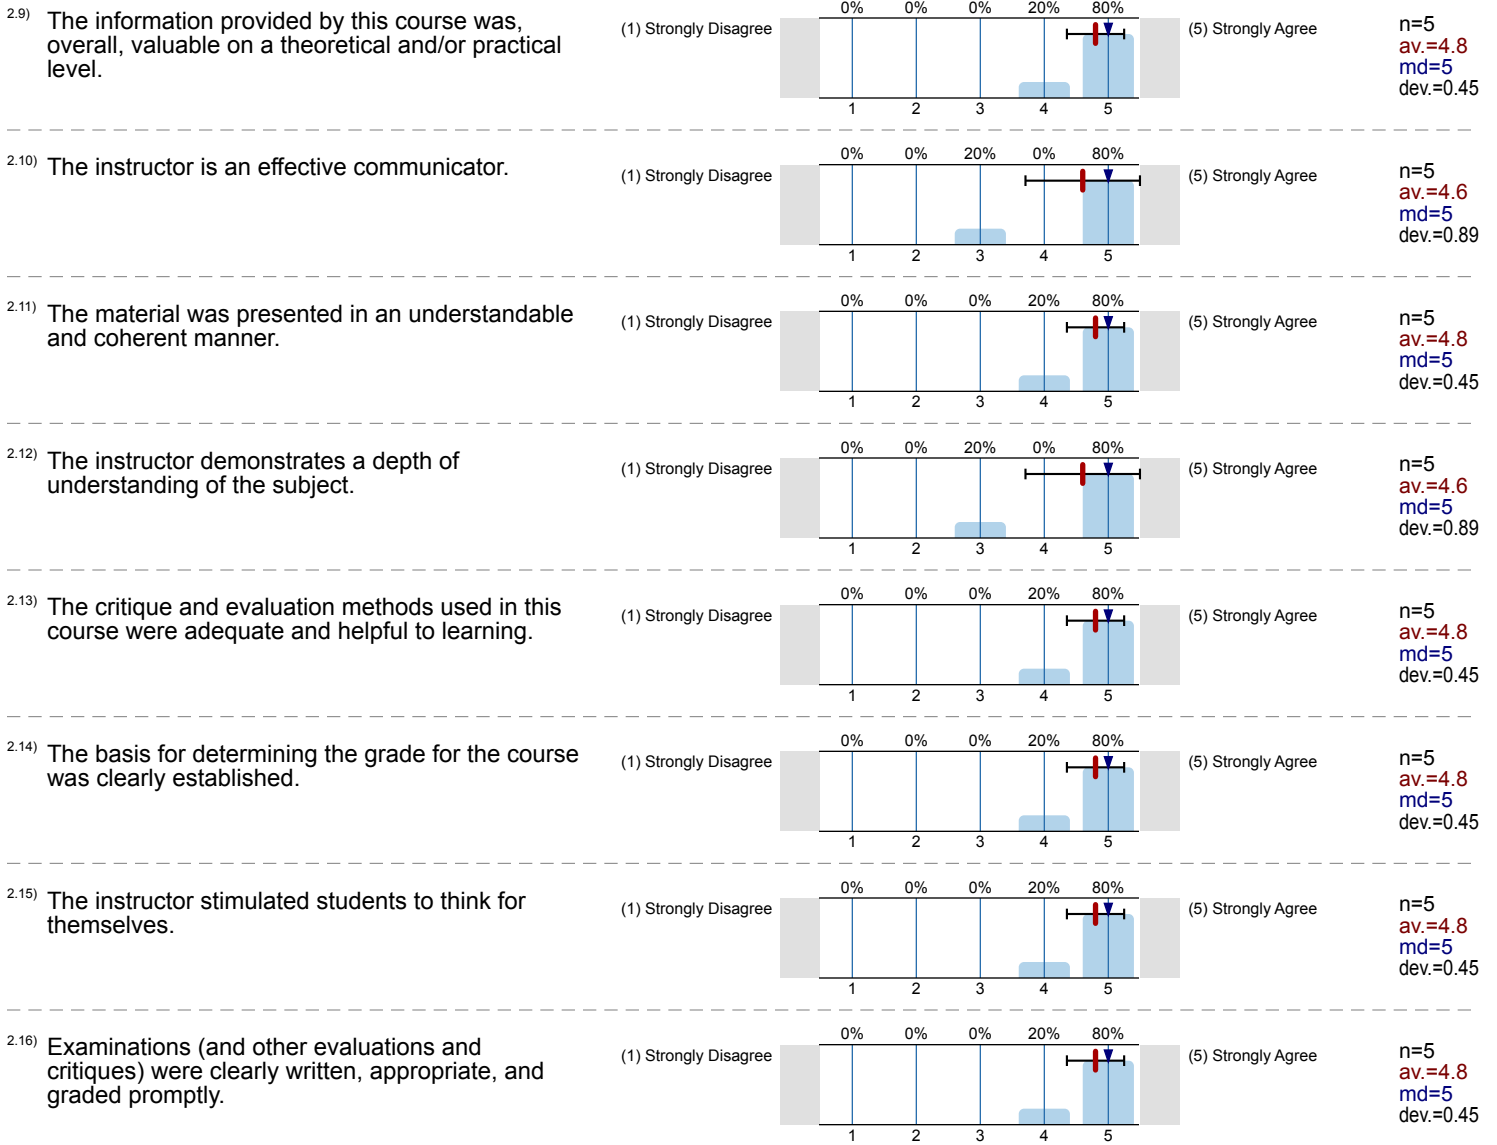 2.9) The information provided by this course was,
overall, valuable on a theoretical and/or practical
level.
(1) Strongly Disagree
0% 0% 0% 20% 80%
1 2 3 4 5
(5) Strongly Agree
n=5
av.=4.8
md=5
dev.=0.45
2.10) The instructor is an effective communicator.
(1) Strongly Disagree
0% 0% 20% 0% 80%
1 2 3 4 5
(5) Strongly Agree
n=5
av.=4.6
md=5
dev.=0.89
2.11) The material was presented in an understandable
and coherent manner.
(1) Strongly Disagree
0% 0% 0% 20% 80%
1 2 3 4 5
(5) Strongly Agree
n=5
av.=4.8
md=5
dev.=0.45
2.12) The instructor demonstrates a depth of
understanding of the subject.
(1) Strongly Disagree
0% 0% 20% 0% 80%
1 2 3 4 5
(5) Strongly Agree
n=5
av.=4.6
md=5
dev.=0.89
2.13) The critique and evaluation methods used in this
course were adequate and helpful to learning.
(1) Strongly Disagree
0% 0% 0% 20% 80%
1 2 3 4 5
(5) Strongly Agree
n=5
av.=4.8
md=5
dev.=0.45
2.14) The basis for determining the grade for the course
was clearly established.
(1) Strongly Disagree
0% 0% 0% 20% 80%
1 2 3 4 5
(5) Strongly Agree
n=5
av.=4.8
md=5
dev.=0.45
2.15) The instructor stimulated students to think for
themselves.
(1) Strongly Disagree
0% 0% 0% 20% 80%
1 2 3 4 5
(5) Strongly Agree
n=5
av.=4.8
md=5
dev.=0.45
2.16) Examinations (and other evaluations and
critiques) were clearly written, appropriate, and
graded promptly.
(1) Strongly Disagree
0% 0% 0% 20% 80%
1 2 3 4 5
(5) Strongly Agree
n=5
av.=4.8
md=5
dev.=0.45